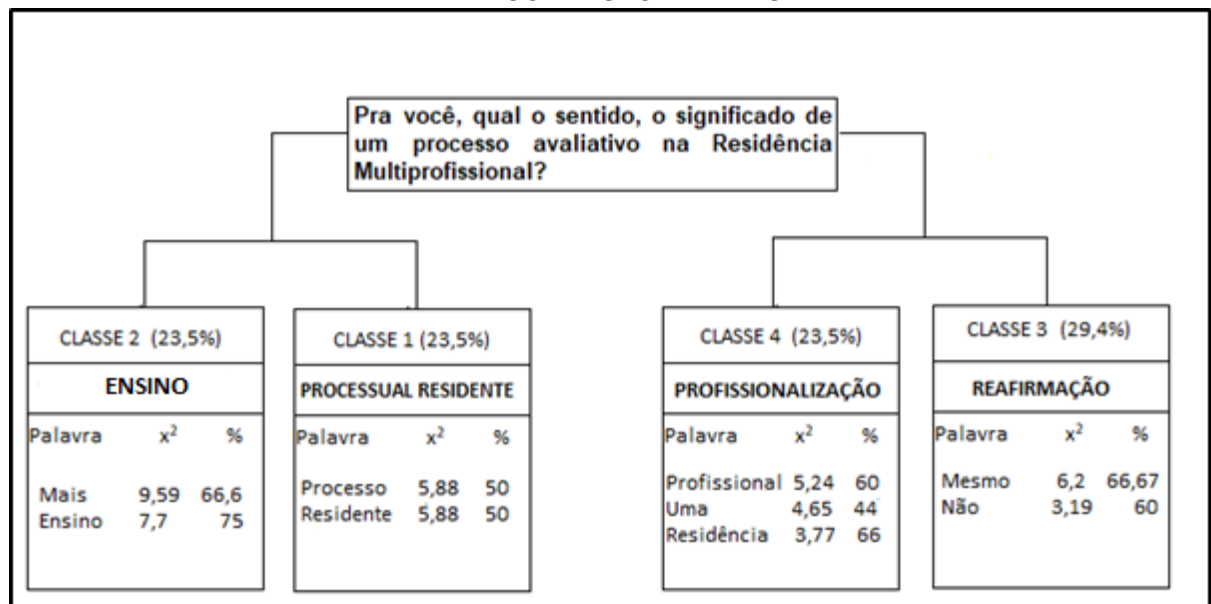 Pra você, qual o sentido, o significado de
um processo avaliativo na Residência
Multiprofissional?
CLASSE 2 (23,5%)
ENSINO
Palavra x² %
Mais 9,59 66,6
Ensino 7,7 75
CLASSE 1 (23,5%)
PROCESSUAL RESIDENTE
Palavra x² %
Processo 5,88 50
Residente 5,88 50
CLASSE 4 (23,5%)
PROFISSIONALIZAÇÃO
Palavra x² %
Profissional 5,24 60
Uma 4,65 44
Residência 3,77 66
CLASSE 3 (29,4%)
REAFIRMAÇÃO
Palavra x² %
Mesmo 6,2 66,67
Não 3,19 60